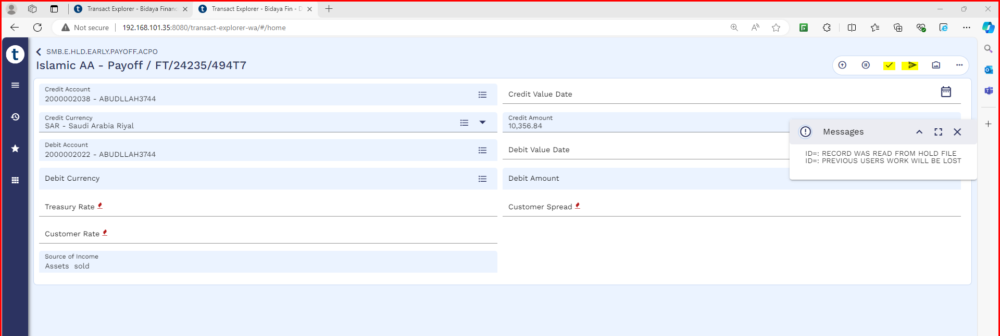 Transact Explorer - Bidaya Financ
Transact Explorer - Bidaya Fin - D
Not secure
192.168.101.35:8080/transact-explorer-wa/#/home
t
SMB.E.HLD.EARLY.PAYOFF.ACPO
Islamic AA - Payoff / FT/24235/494T7
Credit Account
2000002038 - ABUDLLAH3744
Credit Value Date
Credit Currency
SAR - Saudi Arabia Riyal
Credit Amount
10,356.84
Messages
ID=: RECORD WAS READ FROM HOLD FILE
ID=: PREVIOUS USERS WORK WILL BE LOST
Debit Account
2000002022 - ABUDLLAH3744
Debit Value Date
Debit Currency
Debit Amount
Treasury Rate
Customer Spread
Customer Rate
Source of Income
Assets sold